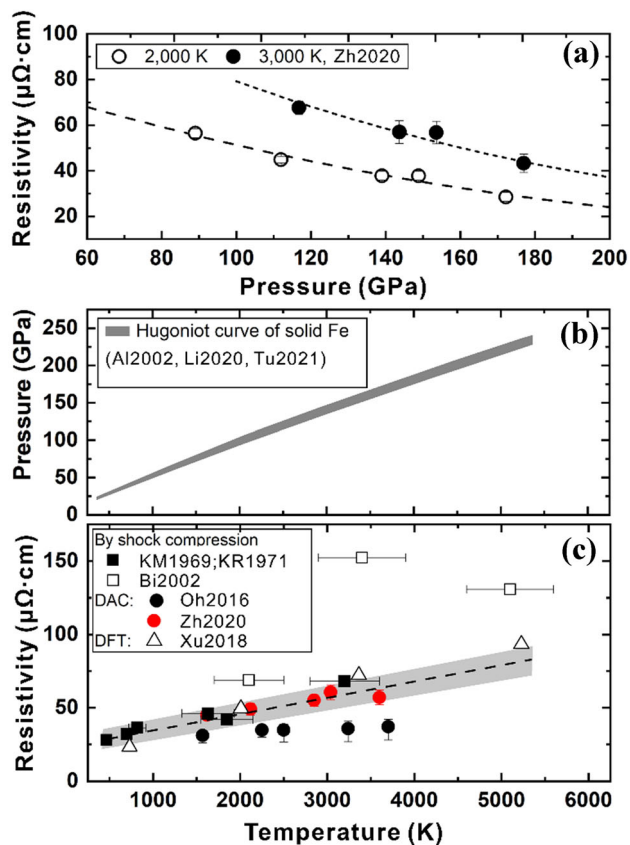 100
80
60
40
20
Resistivity (μΩ·cm)
2,000 K
3,000 K, Zh2020
(a)
60 80 100 120 140 160 180 200
Pressure (GPa)
250
200
150
100
50
0
Pressure (GPa)
Hugoniot curve of solid Fe
(Al2002, Li2020, Tu2021)
(b)
150
100
50
0
Resistivity (μΩ·cm)
By shock compression
KM1969;KR1971
Bi2002
DAC: Oh2016
Zh2020
DFT: Xu2018
(c)
1000 2000 3000 4000 5000 6000
Temperature (K)